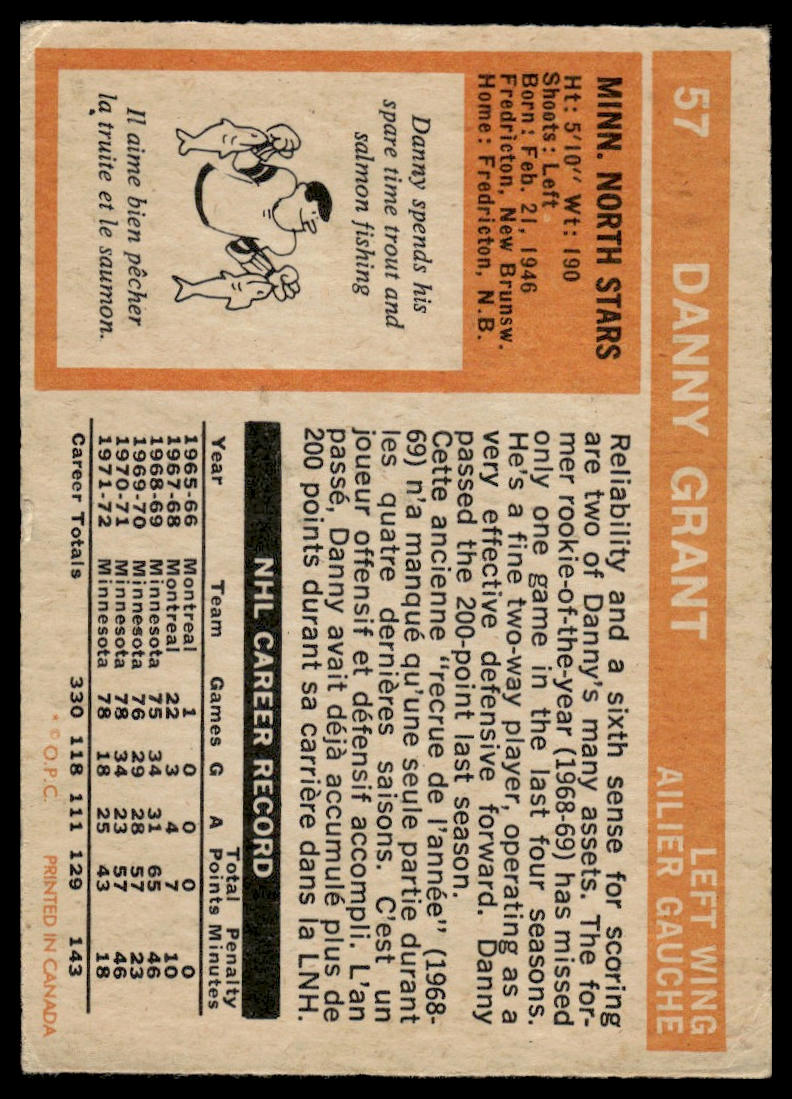 57 DANNY GRANT
LEFT WING
AILIER GAUCHE
MINN. NORTH STARS
Ht: 5'10" Wt: 190
Shoots: Left
Born: Feb. 21, 1946
Fredricton, New Brunsw.
Home: Fredricton, N.B.
Danny spends his
spare time trout and
salmon fishing
Il aime bien pêcher
la truite et le saumon.
Reliability and a sixth sense for scoring
are two of Danny's many assets. The for-
mer rookie-of-the-year (1968-69) has missed
only one game in the last four seasons.
He's a fine two-way player, operating as a
very effective defensive forward. Danny
passed the 200-point last season.
Cette ancienne "recrue de l'année" (1968-
69) n'a manqué qu'une seule partie durant
les quatre dernières saisons. C'est un
joueur offensif et défensif accompli. L'an
passé, Danny avait déjà accumulé plus de
200 points durant sa carrière dans la LNH.
NHL CAREER RECORD
Total Penalty
Year Team Games G A Points Minutes
1965-66 Montreal 1 0 0 0 0
1967-68 Montreal 22 3 4 7 10
1968-69 Minnesota 75 34 31 65 46
1969-70 Minnesota 76 29 28 57 23
1970-71 Minnesota 78 34 23 57 46
1971-72 Minnesota 78 18 25 43 18
Career Totals 330 118 111 129 143
* © O.P.C. PRINTED IN CANADA